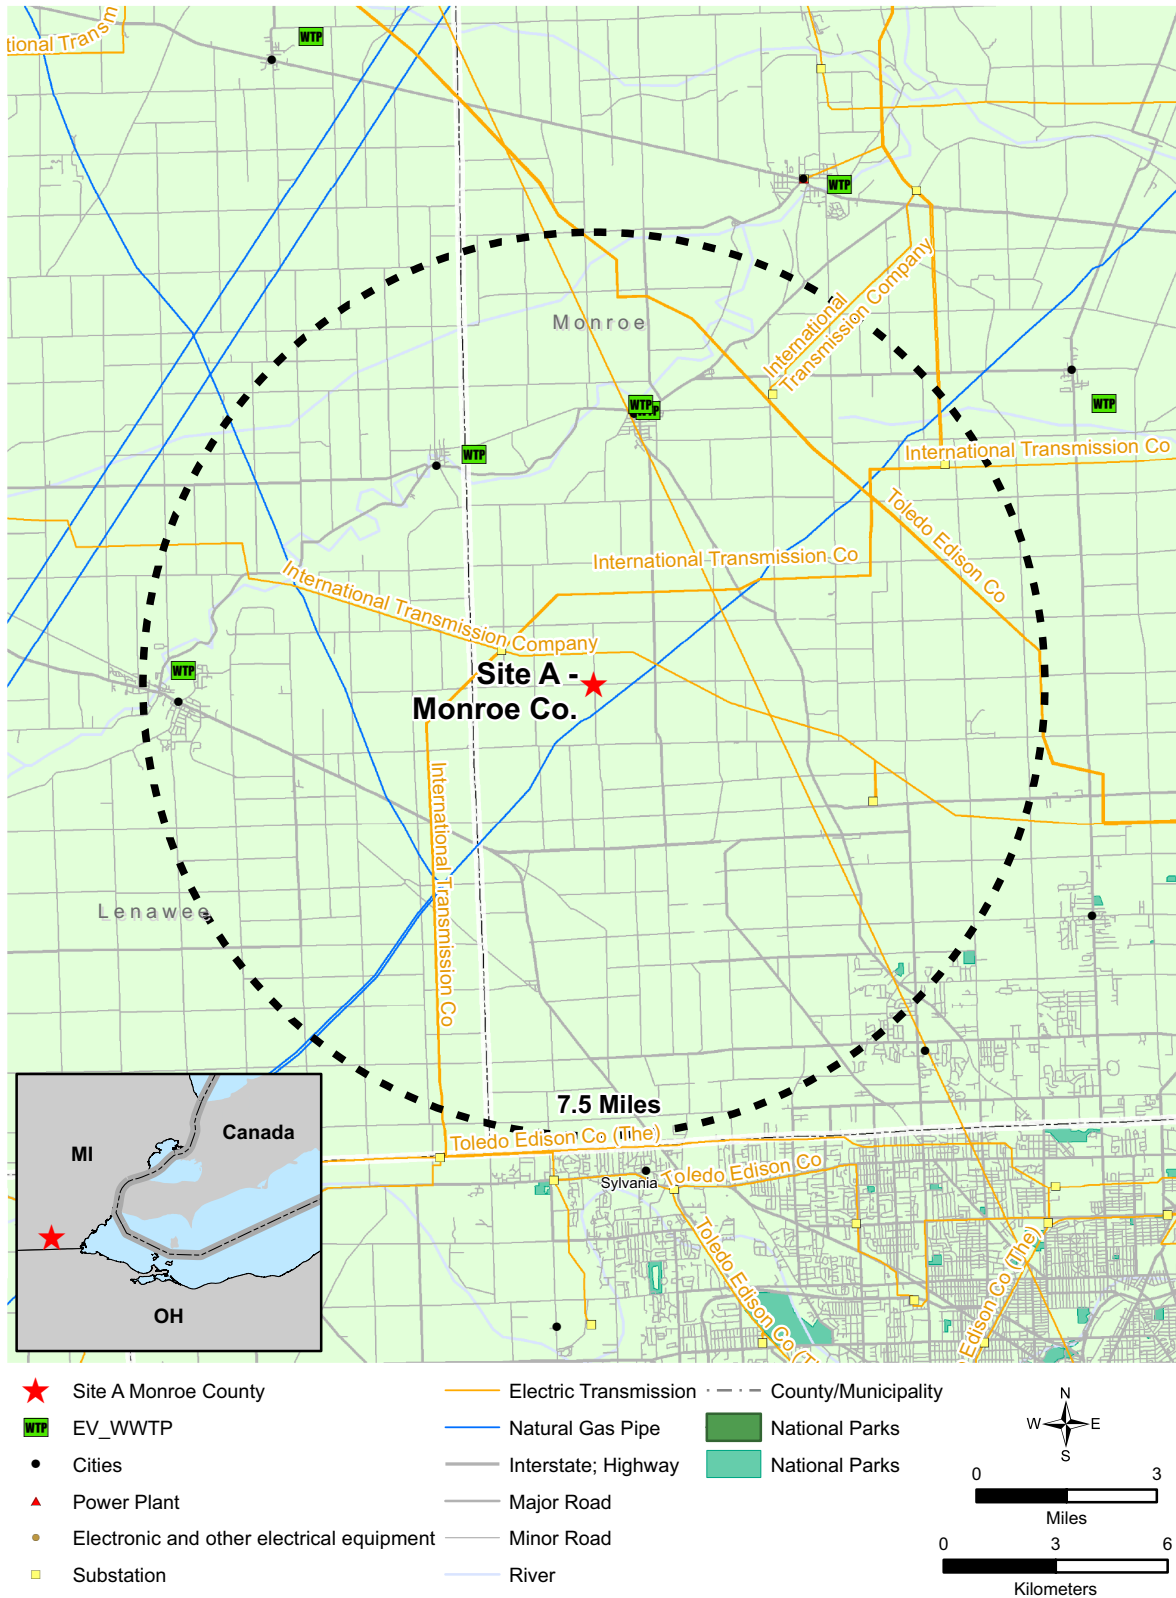 tional Transm
WTP
WTP
International
Transmission Company
Monroe
WTP
WTP
WTP
WTP
International Transmission Co
Toledo Edison Co
International Transmission Co
International Transmission Company
WTP
Site A -
Monroe Co.
International Transmission Co
Lenawee
7.5 Miles
Toledo Edison Co (The)
Sylvania
Toledo Edison Co
Toledo Edison Co (T
Edison Co (The)
MI
Canada
OH
Site A Monroe County
WTP EV_WWTP
Cities
Power Plant
Electronic and other electrical equipment
Substation
Electric Transmission
Natural Gas Pipe
Interstate; Highway
Major Road
Minor Road
River
County/Municipality
National Parks
National Parks
N
W E
S
0 3
Miles
0 3 6
Kilometers